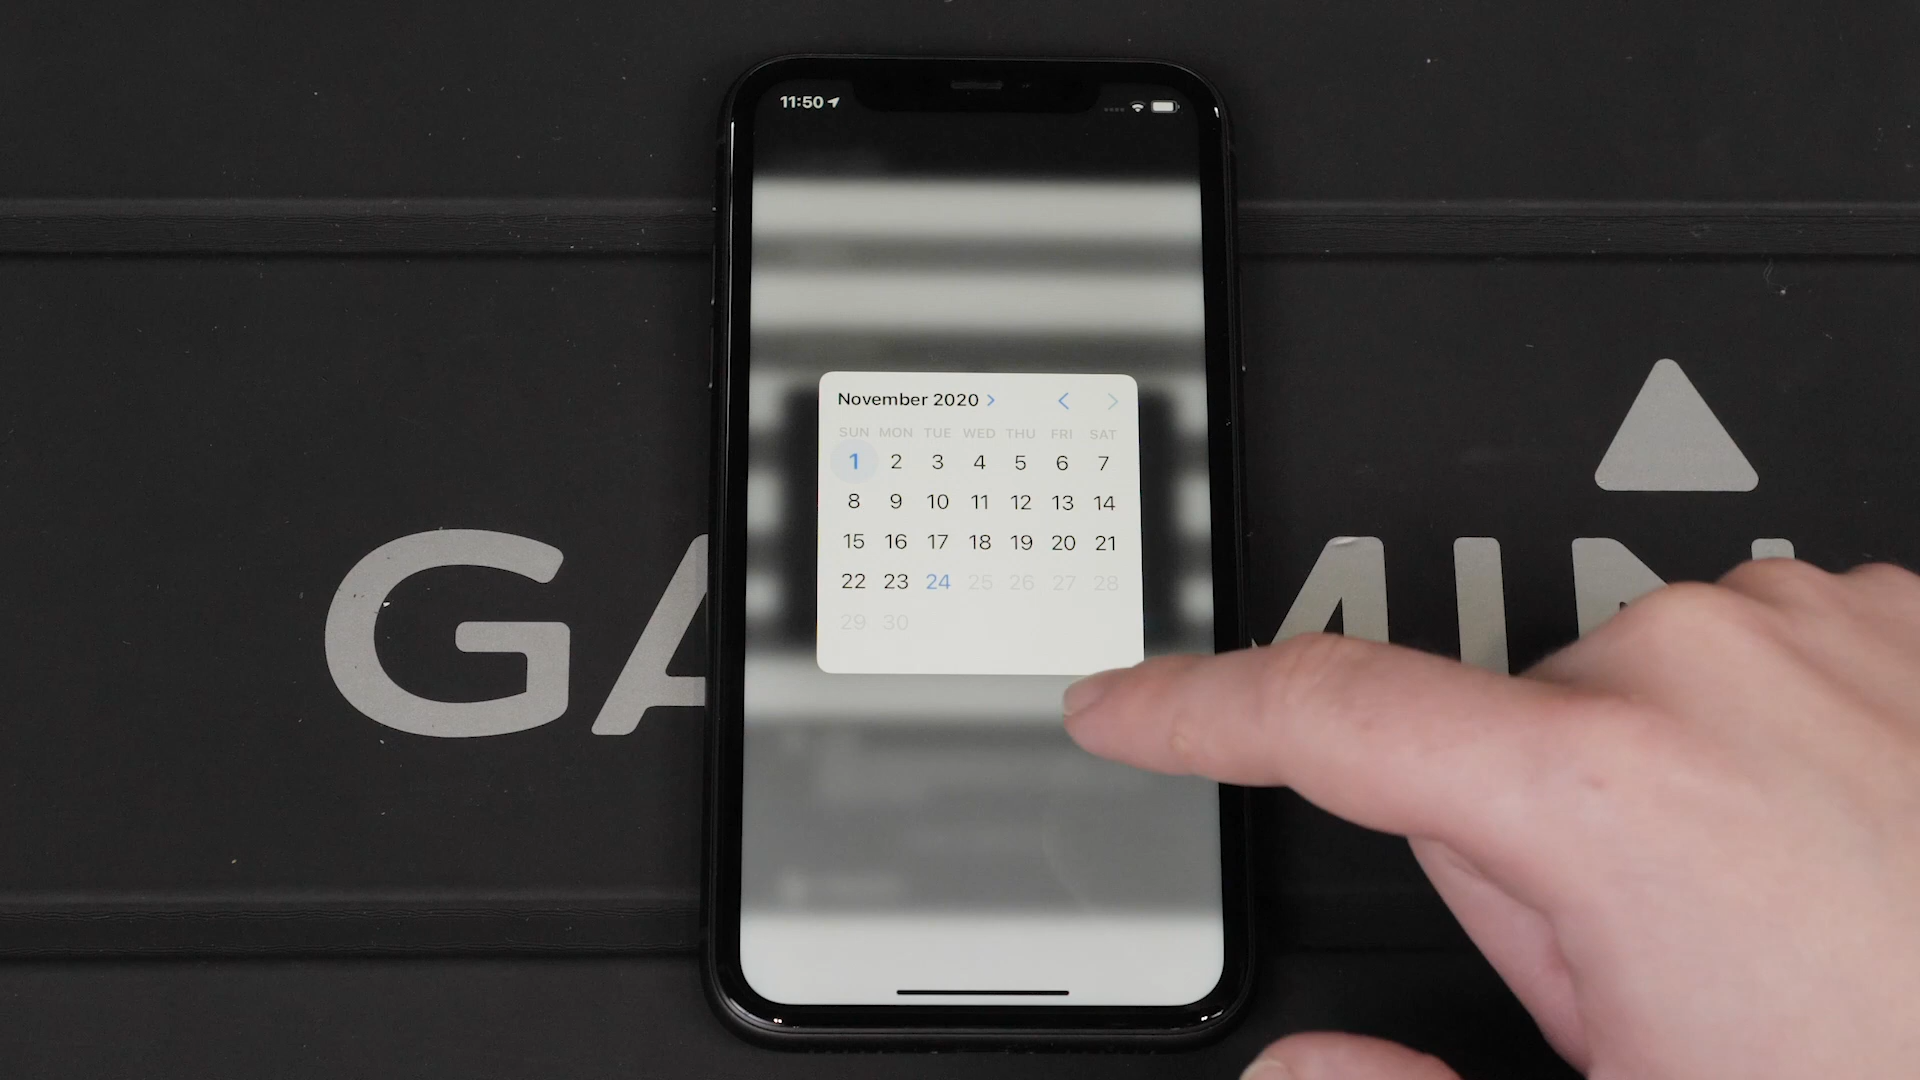 11:50
November 2020
SUN MON TUE WED THU FRI SAT
1 2 3 4 5 6 7
8 9 10 11 12 13 14
15 16 17 18 19 20 21
22 23 24 25 26 27 28
29 30
GA MIN